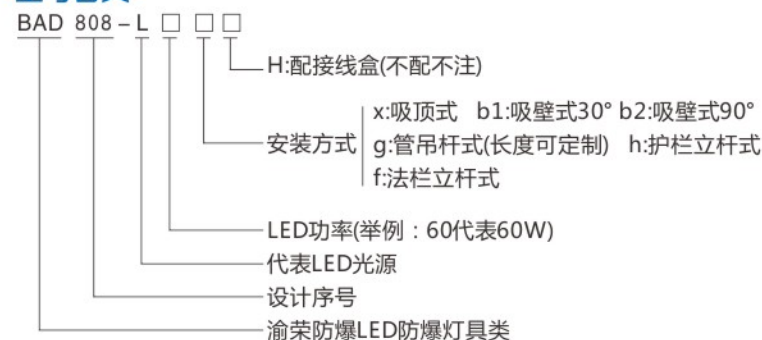 BAD 808-L□ □□
H:配接线盒(不配不注)
x:吸顶式 b1:吸壁式30° b2:吸壁式90°
安装方式 g:管吊杆式(长度可定制) h:护栏立杆式
f:法栏立杆式
LED功率(举例：60代表60W)
代表LED光源
设计序号
渝荣防爆LED防爆灯具类